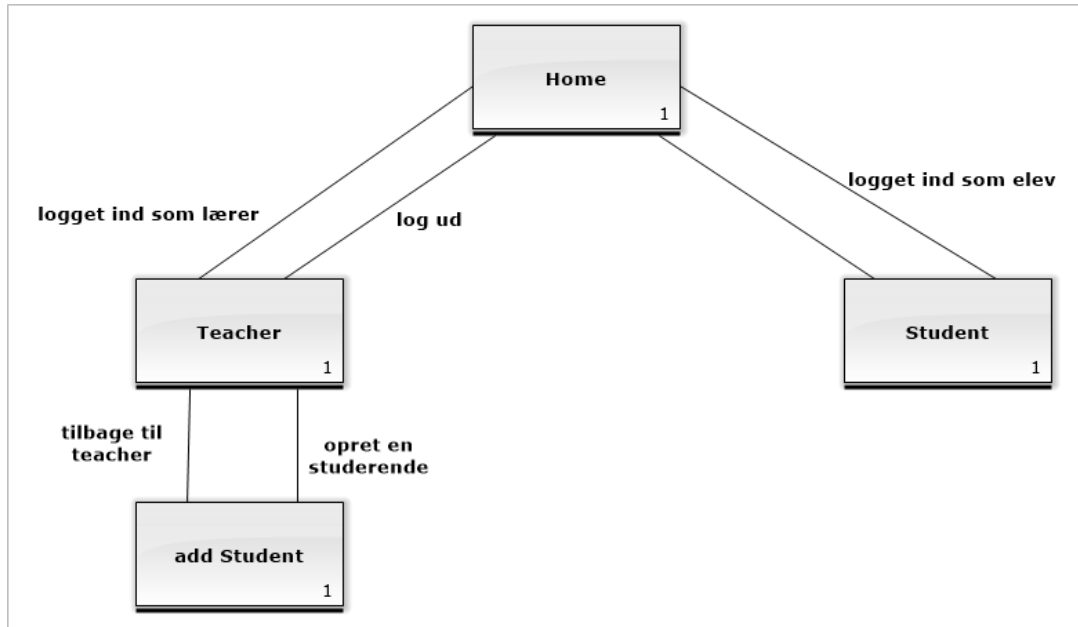 Home
1
logget ind som elev
logget ind som lærer
log ud
Teacher
1
Student
1
tilbage til
teacher
opret en
studerende
add Student
1